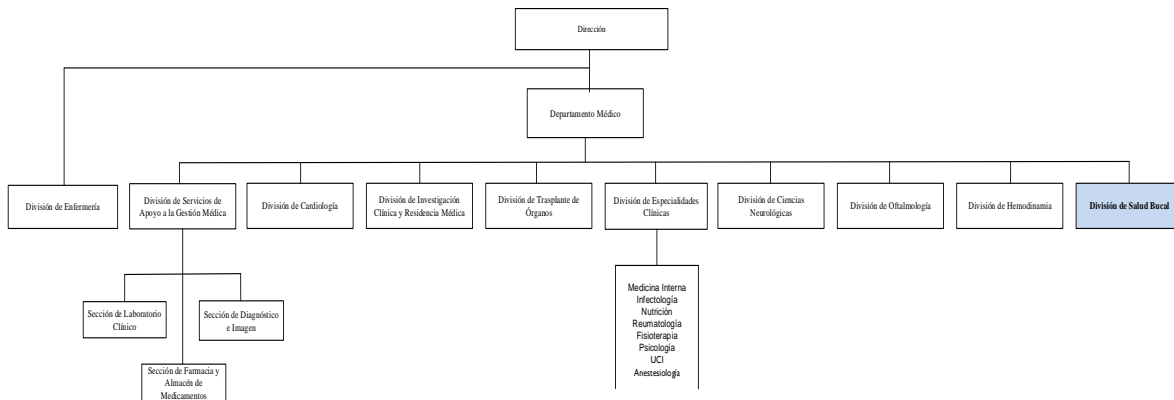 Dirección
Departamento Médico
División de Enfermería
División de Servicios de
Apoyo a la Gestión Médica
División de Cardiología
División de Investigación
Clínica y Residencia Médica
División de Trasplante de
Órganos
División de Especialidades
Clínicas
División de Ciencias
Neurológicas
División de Oftalmología
División de Hemodinamia
División de Salud Bucal
Sección de Laboratorio
Clínico
Sección de Diagnóstico
e Imagen
Sección de Farmacia y
Almacén de
Medicamentos
Medicina Interna
Infectología
Nutrición
Reumatología
Fisioterapia
Psicología
UCI
Anestesiología